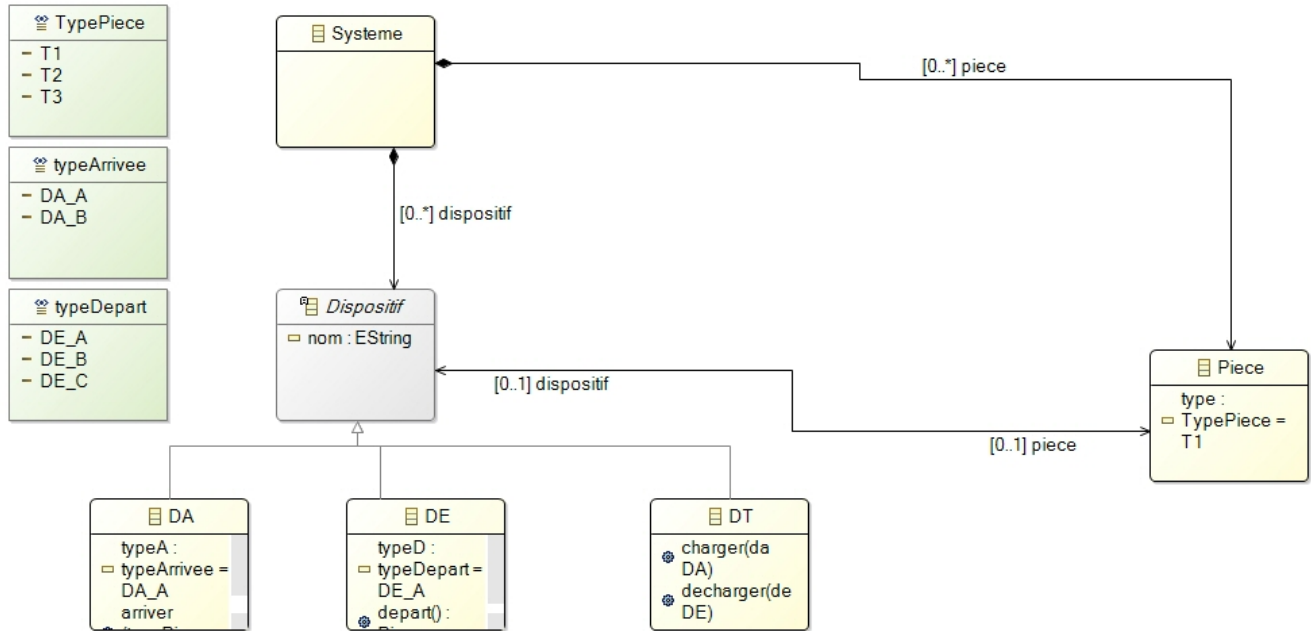 TypePiece
T1
T2
T3
typeArrivee
DA_A
DA_B
typeDepart
DE_A
DE_B
DE_C
Systeme
[0..*] piece
[0..*] dispositif
Dispositif
nom : EString
[0..1] dispositif
[0..1] piece
Piece
type :
TypePiece =
T1
DA
typeA :
typeArrivee =
DA_A
arriver
DE
typeD :
typeDepart =
DE_A
depart() :
DT
charger(da
DA)
decharger(de
DE)